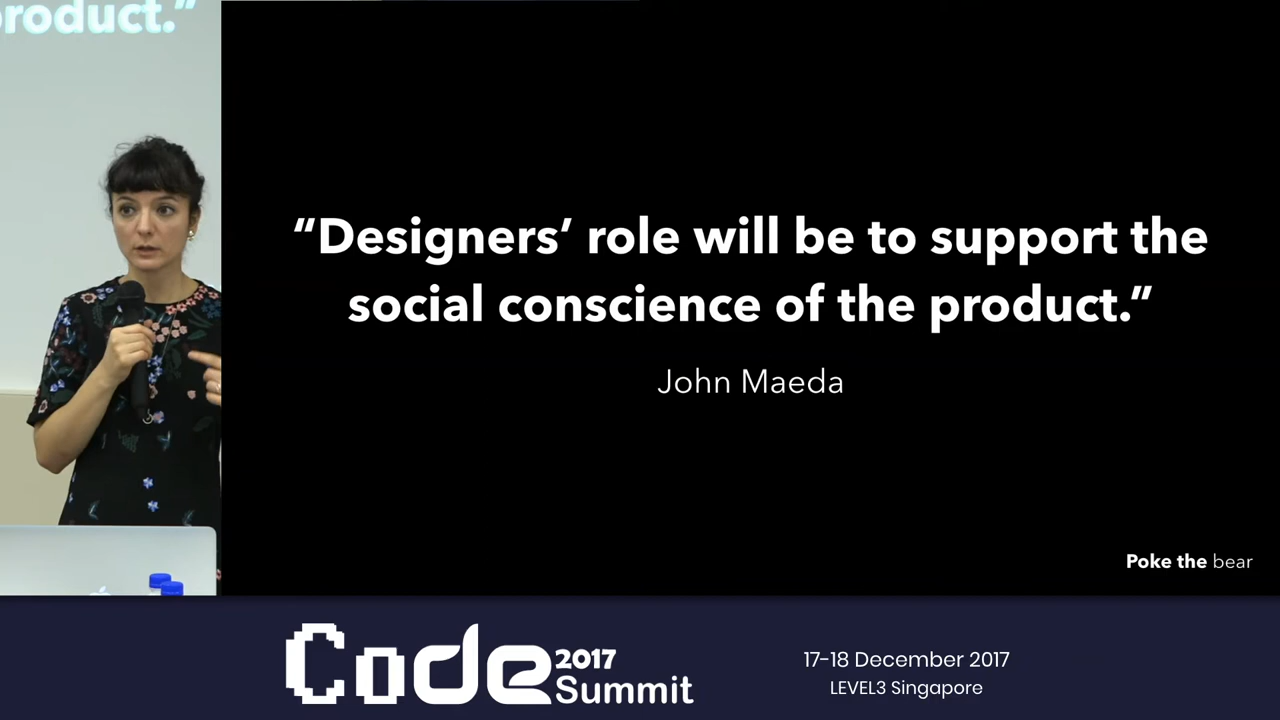 product.”
“Designers’ role will be to support the
social conscience of the product.”
John Maeda
Poke the bear
Code 2017 Summit
17-18 December 2017
LEVEL3 Singapore